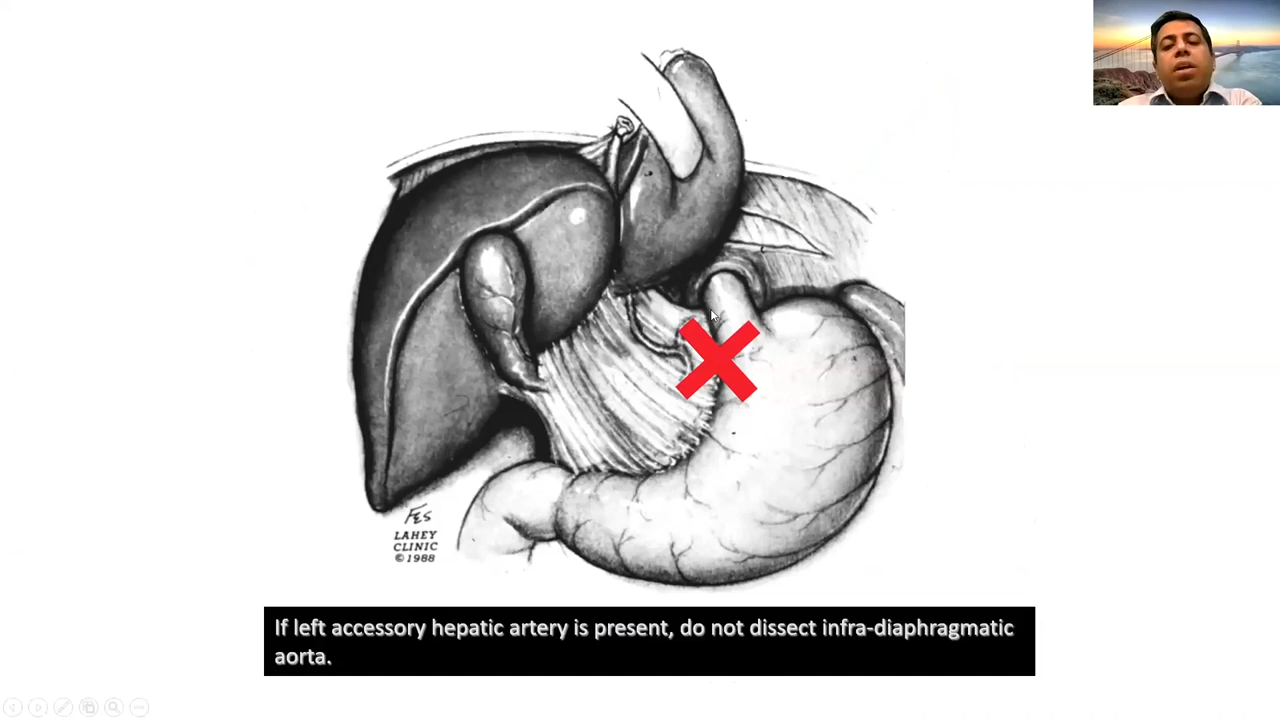 FES
LAHEY
CLINIC
©1988
If left accessory hepatic artery is present, do not dissect infra-diaphragmatic
aorta.